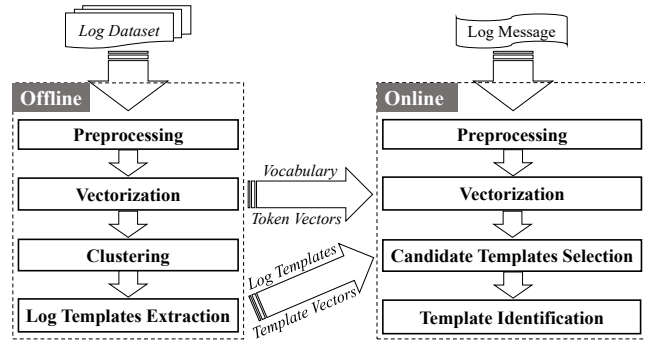 Log Dataset
Log Message
Offline
Online
Preprocessing
Preprocessing
Vectorization
Vocabulary
Token Vectors
Vectorization
Clustering
Log Templates
Template Vectors
Candidate Templates Selection
Log Templates Extraction
Template Identification